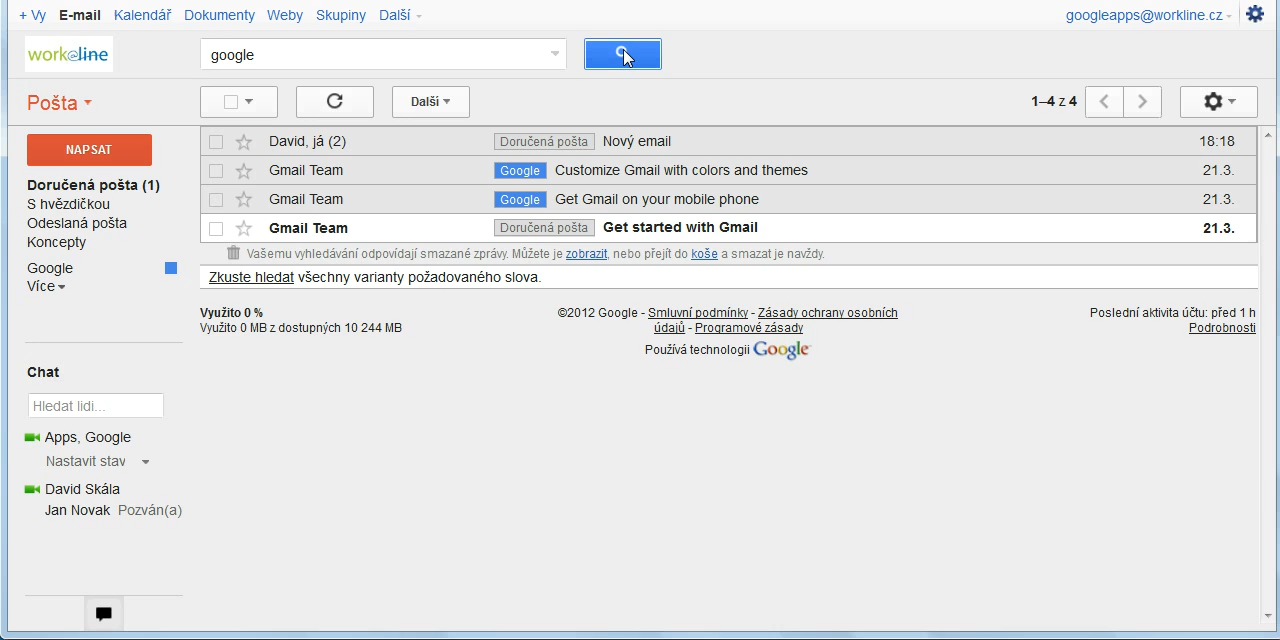 + Vy E-mail Kalendář Dokumenty Weby Skupiny Další googleapps@workline.cz
work@line google
Pošta Další 1–4 z 4
NAPSAT
Doručená pošta (1)
S hvězdičkou
Odeslaná pošta
Koncepty
Google
Více
David, já (2) Doručená pošta Nový email 18:18
Gmail Team Google Customize Gmail with colors and themes 21.3.
Gmail Team Google Get Gmail on your mobile phone 21.3.
Gmail Team Doručená pošta Get started with Gmail 21.3.
Vašemu vyhledávání odpovídají smazané zprávy. Můžete je zobrazit, nebo přejít do koše a smazat je navždy.
Zkuste hledat všechny varianty požadovaného slova.
Využito 0 %
Využito 0 MB z dostupných 10 244 MB
©2012 Google - Smluvní podmínky - Zásady ochrany osobních
údajů - Programové zásady
Používá technologii Google
Poslední aktivita účtu: před 1 h
Podrobnosti
Chat
Hledat lidi...
Apps, Google
Nastavit stav
David Skála
Jan Novak Pozván(a)